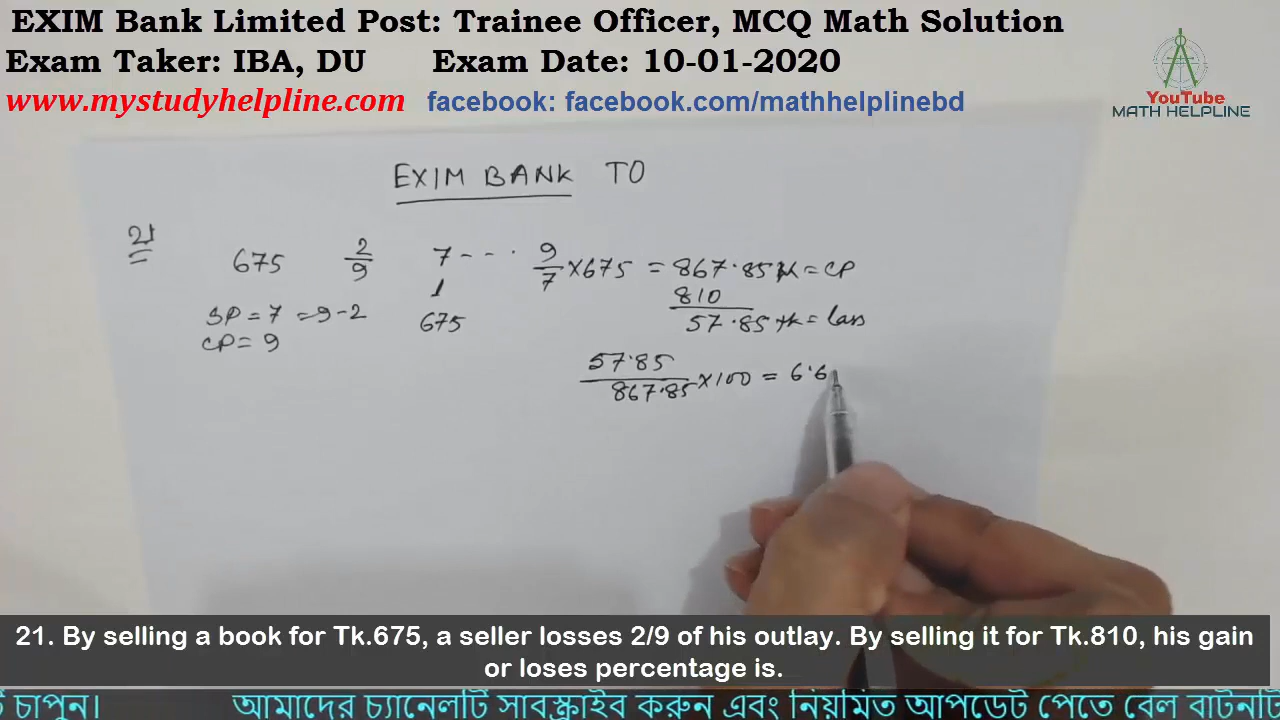 EXIM Bank Limited Post: Trainee Officer, MCQ Math Solution
Exam Taker: IBA, DU Exam Date: 10-01-2020
www.mystudyhelpline.com facebook: facebook.com/mathhelplinebd
YouTube
MATH HELPLINE
EXIM BANK TO
21
675 2/9 7 - - - · 9/7 × 675 = 867.85 tk = CP
1 810
SP = 7 = 9 - 2 675 57.85 tk = loss
CP = 9
57.85/867.85 × 100 = 6.6
21. By selling a book for Tk.675, a seller losses 2/9 of his outlay. By selling it for Tk.810, his gain
or loses percentage is.
চাপুন। আমাদের চ্যানেলটি সাবস্ক্রাইব করুন এবং নিয়মিত আপডেট পেতে বেল বাটনটি